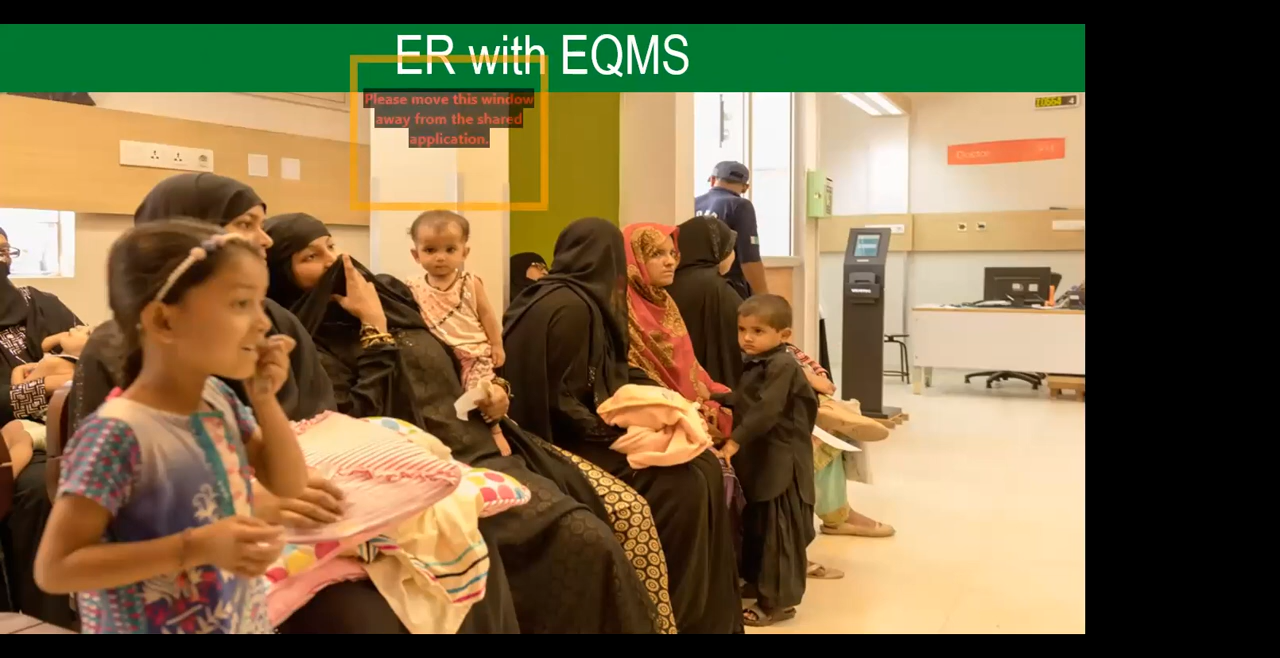 ER with EQMS
Please move this window
away from the shared
application.